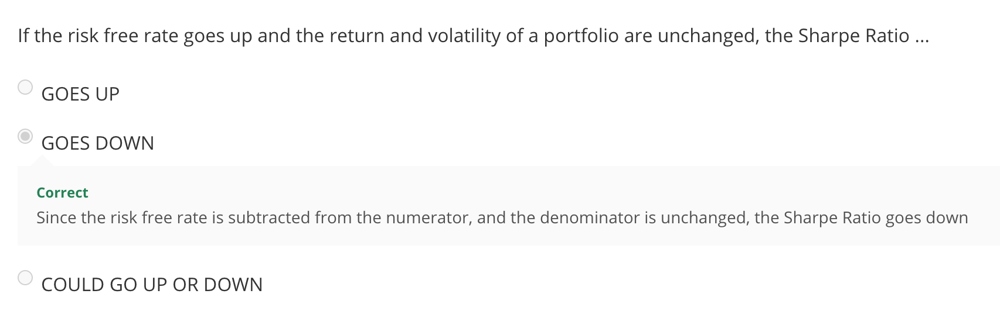 If the risk free rate goes up and the return and volatility of a portfolio are unchanged, the Sharpe Ratio ...
GOES UP
GOES DOWN
Correct
Since the risk free rate is subtracted from the numerator, and the denominator is unchanged, the Sharpe Ratio goes down
COULD GO UP OR DOWN